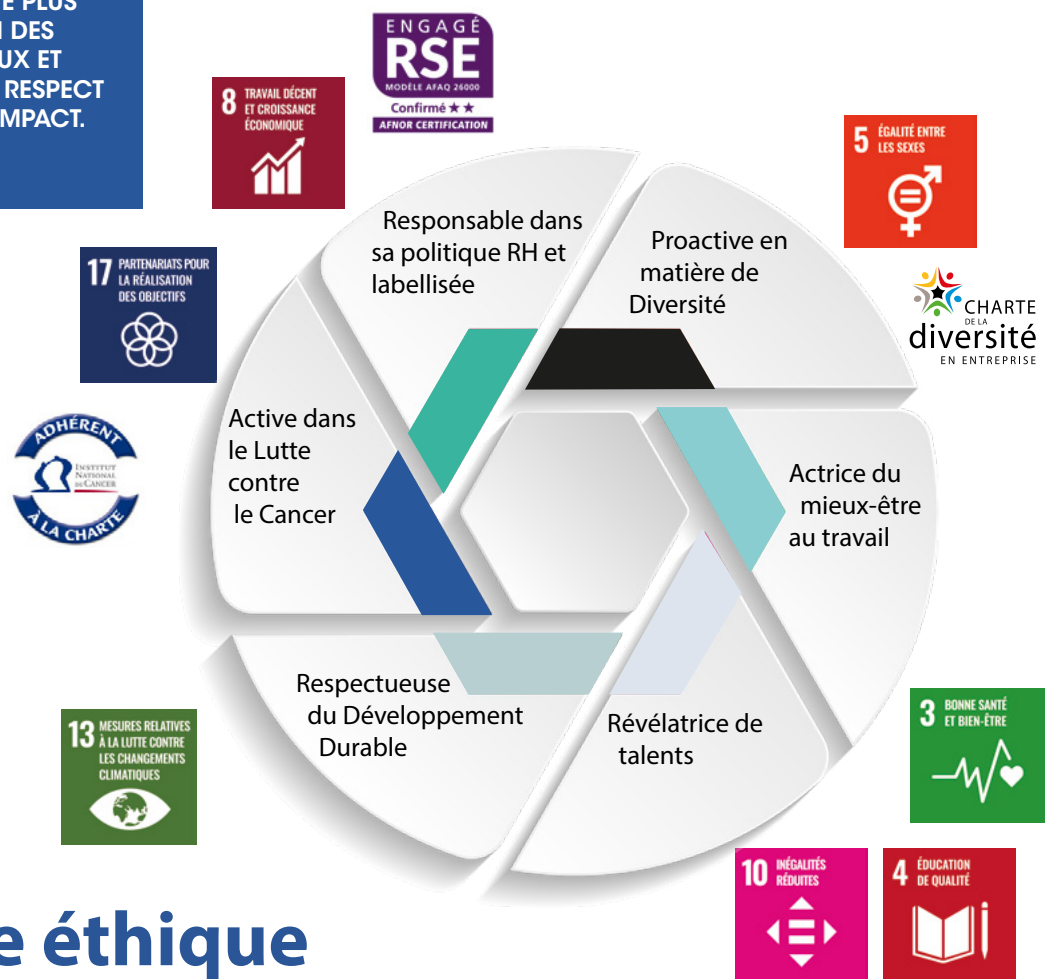 E PLUS
DES
UX ET
RESPECT
MPACT.
ENGAGÉ
RSE
MODÈLE AFAQ 26000
Confirmé ★ ★
AFNOR CERTIFICATION
8 TRAVAIL DÉCENT
ET CROISSANCE
ÉCONOMIQUE
5 ÉGALITÉ ENTRE
LES SEXES
Responsable dans
sa politique RH et
labellisée
Proactive en
matière de
Diversité
17 PARTENARIATS POUR
LA RÉALISATION
DES OBJECTIFS
CHARTE
DE LA
diversité
EN ENTREPRISE
ADHÉRENT
INSTITUT
NATIONAL
DU CANCER
À LA CHARTE
Active dans
le Lutte
contre
le Cancer
Actrice du
mieux-être
au travail
Respectueuse
du Développement
Durable
Révélatrice de
talents
13 MESURES RELATIVES
À LA LUTTE CONTRE
LES CHANGEMENTS
CLIMATIQUES
3 BONNE SANTÉ
ET BIEN-ÊTRE
10 INÉGALITÉS
RÉDUITES
4 ÉDUCATION
DE QUALITÉ
e éthique